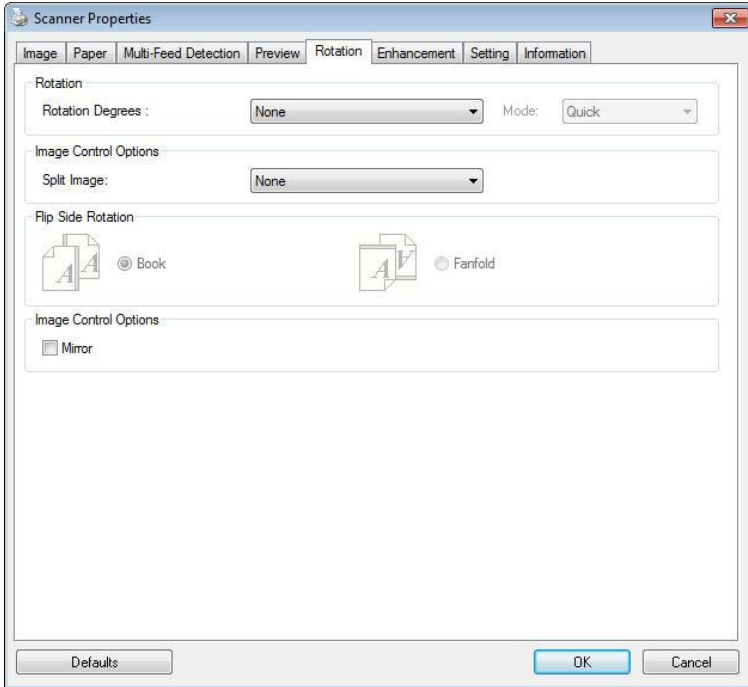 Scanner Properties
Image Paper Multi-Feed Detection Preview Rotation Enhancement Setting Information
Rotation
Rotation Degrees : None Mode: Quick
Image Control Options
Split Image: None
Flip Side Rotation
A A Book A A Fanfold
Image Control Options
Mirror
Defaults OK Cancel